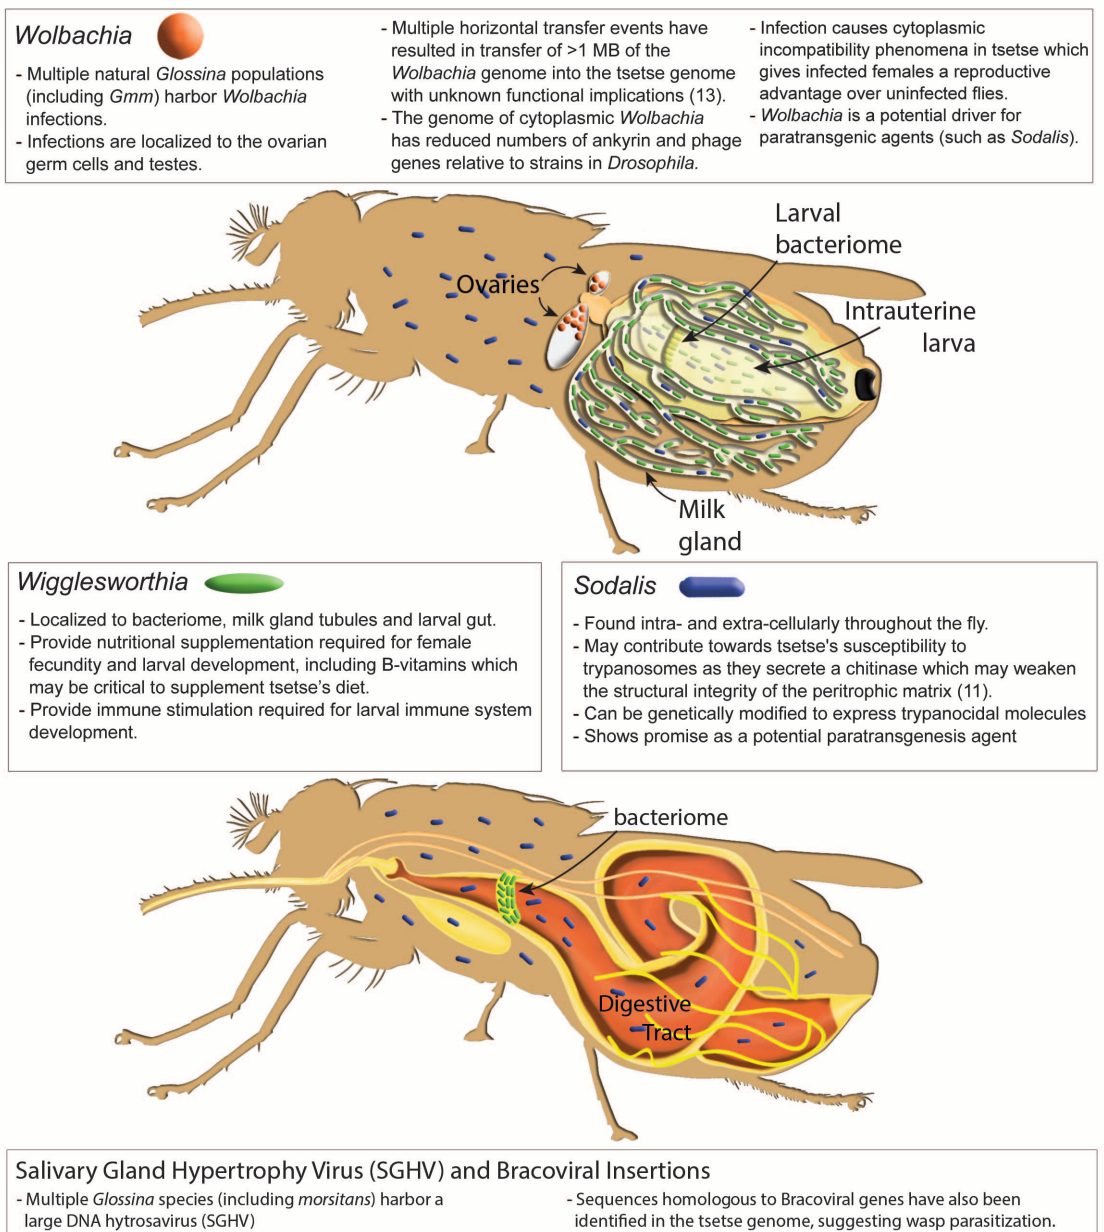 Wolbachia
- Multiple natural Glossina populations
(including Gmm) harbor Wolbachia
infections.
- Infections are localized to the ovarian
germ cells and testes.
- Multiple horizontal transfer events have
resulted in transfer of >1 MB of the
Wolbachia genome into the tsetse genome
with unknown functional implications (13).
- The genome of cytoplasmic Wolbachia
has reduced numbers of ankyrin and phage
genes relative to strains in Drosophila.
- Infection causes cytoplasmic
incompatibility phenomena in tsetse which
gives infected females a reproductive
advantage over uninfected flies.
- Wolbachia is a potential driver for
paratransgenic agents (such as Sodalis).
Larval
bacteriome
Ovaries
Intrauterine
larva
Milk
gland
Wigglesworthia
- Localized to bacteriome, milk gland tubules and larval gut.
- Provide nutritional supplementation required for female
fecundity and larval development, including B-vitamins which
may be critical to supplement tsetse's diet.
- Provide immune stimulation required for larval immune system
development.
Sodalis
- Found intra- and extra-cellularly throughout the fly.
- May contribute towards tsetse's susceptibility to
trypanosomes as they secrete a chitinase which may weaken
the structural integrity of the peritrophic matrix (11).
- Can be genetically modified to express trypanocidal molecules
- Shows promise as a potential paratransgenesis agent
bacteriome
Digestive
Tract
Salivary Gland Hypertrophy Virus (SGHV) and Bracoviral Insertions
- Multiple Glossina species (including morsitans) harbor a
large DNA hytrosavirus (SGHV)
- Sequences homologous to Bracoviral genes have also been
identified in the tsetse genome, suggesting wasp parasitization.